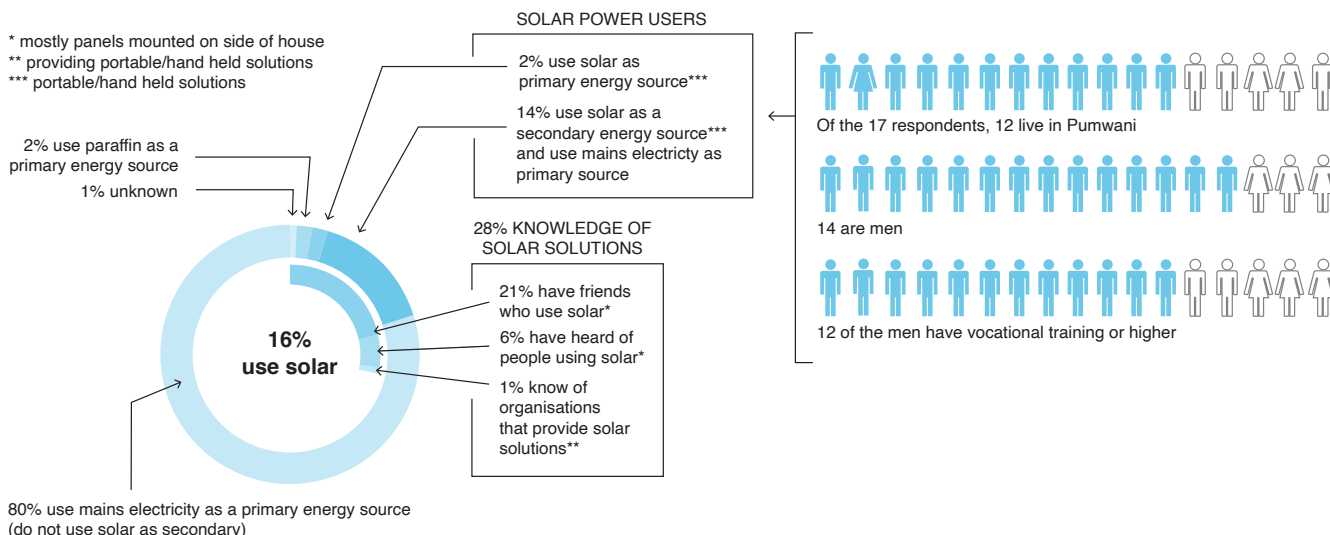 * mostly panels mounted on side of house
** providing portable/hand held solutions
*** portable/hand held solutions
2% use paraffin as a
primary energy source
1% unknown
SOLAR POWER USERS
2% use solar as
primary energy source***
14% use solar as a
secondary energy source***
and use mains electricty as
primary source
28% KNOWLEDGE OF
SOLAR SOLUTIONS
21% have friends
who use solar*
6% have heard of
people using solar*
1% know of
organisations
that provide solar
solutions**
16%
use solar
80% use mains electricity as a primary energy source
(do not use solar as secondary)
Of the 17 respondents, 12 live in Pumwani
14 are men
12 of the men have vocational training or higher